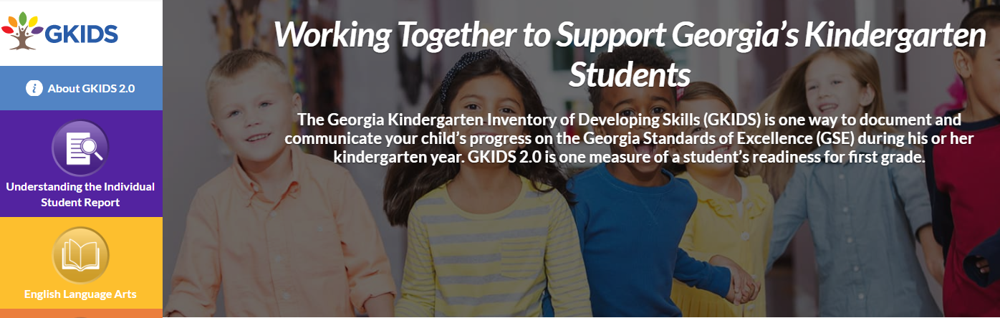 GKIDS
About GKIDS 2.0
Understanding the Individual
Student Report
English Language Arts
Working Together to Support Georgia’s Kindergarten
Students
The Georgia Kindergarten Inventory of Developing Skills (GKIDS) is one way to document and
communicate your child’s progress on the Georgia Standards of Excellence (GSE) during his or her
kindergarten year. GKIDS 2.0 is one measure of a student’s readiness for first grade.